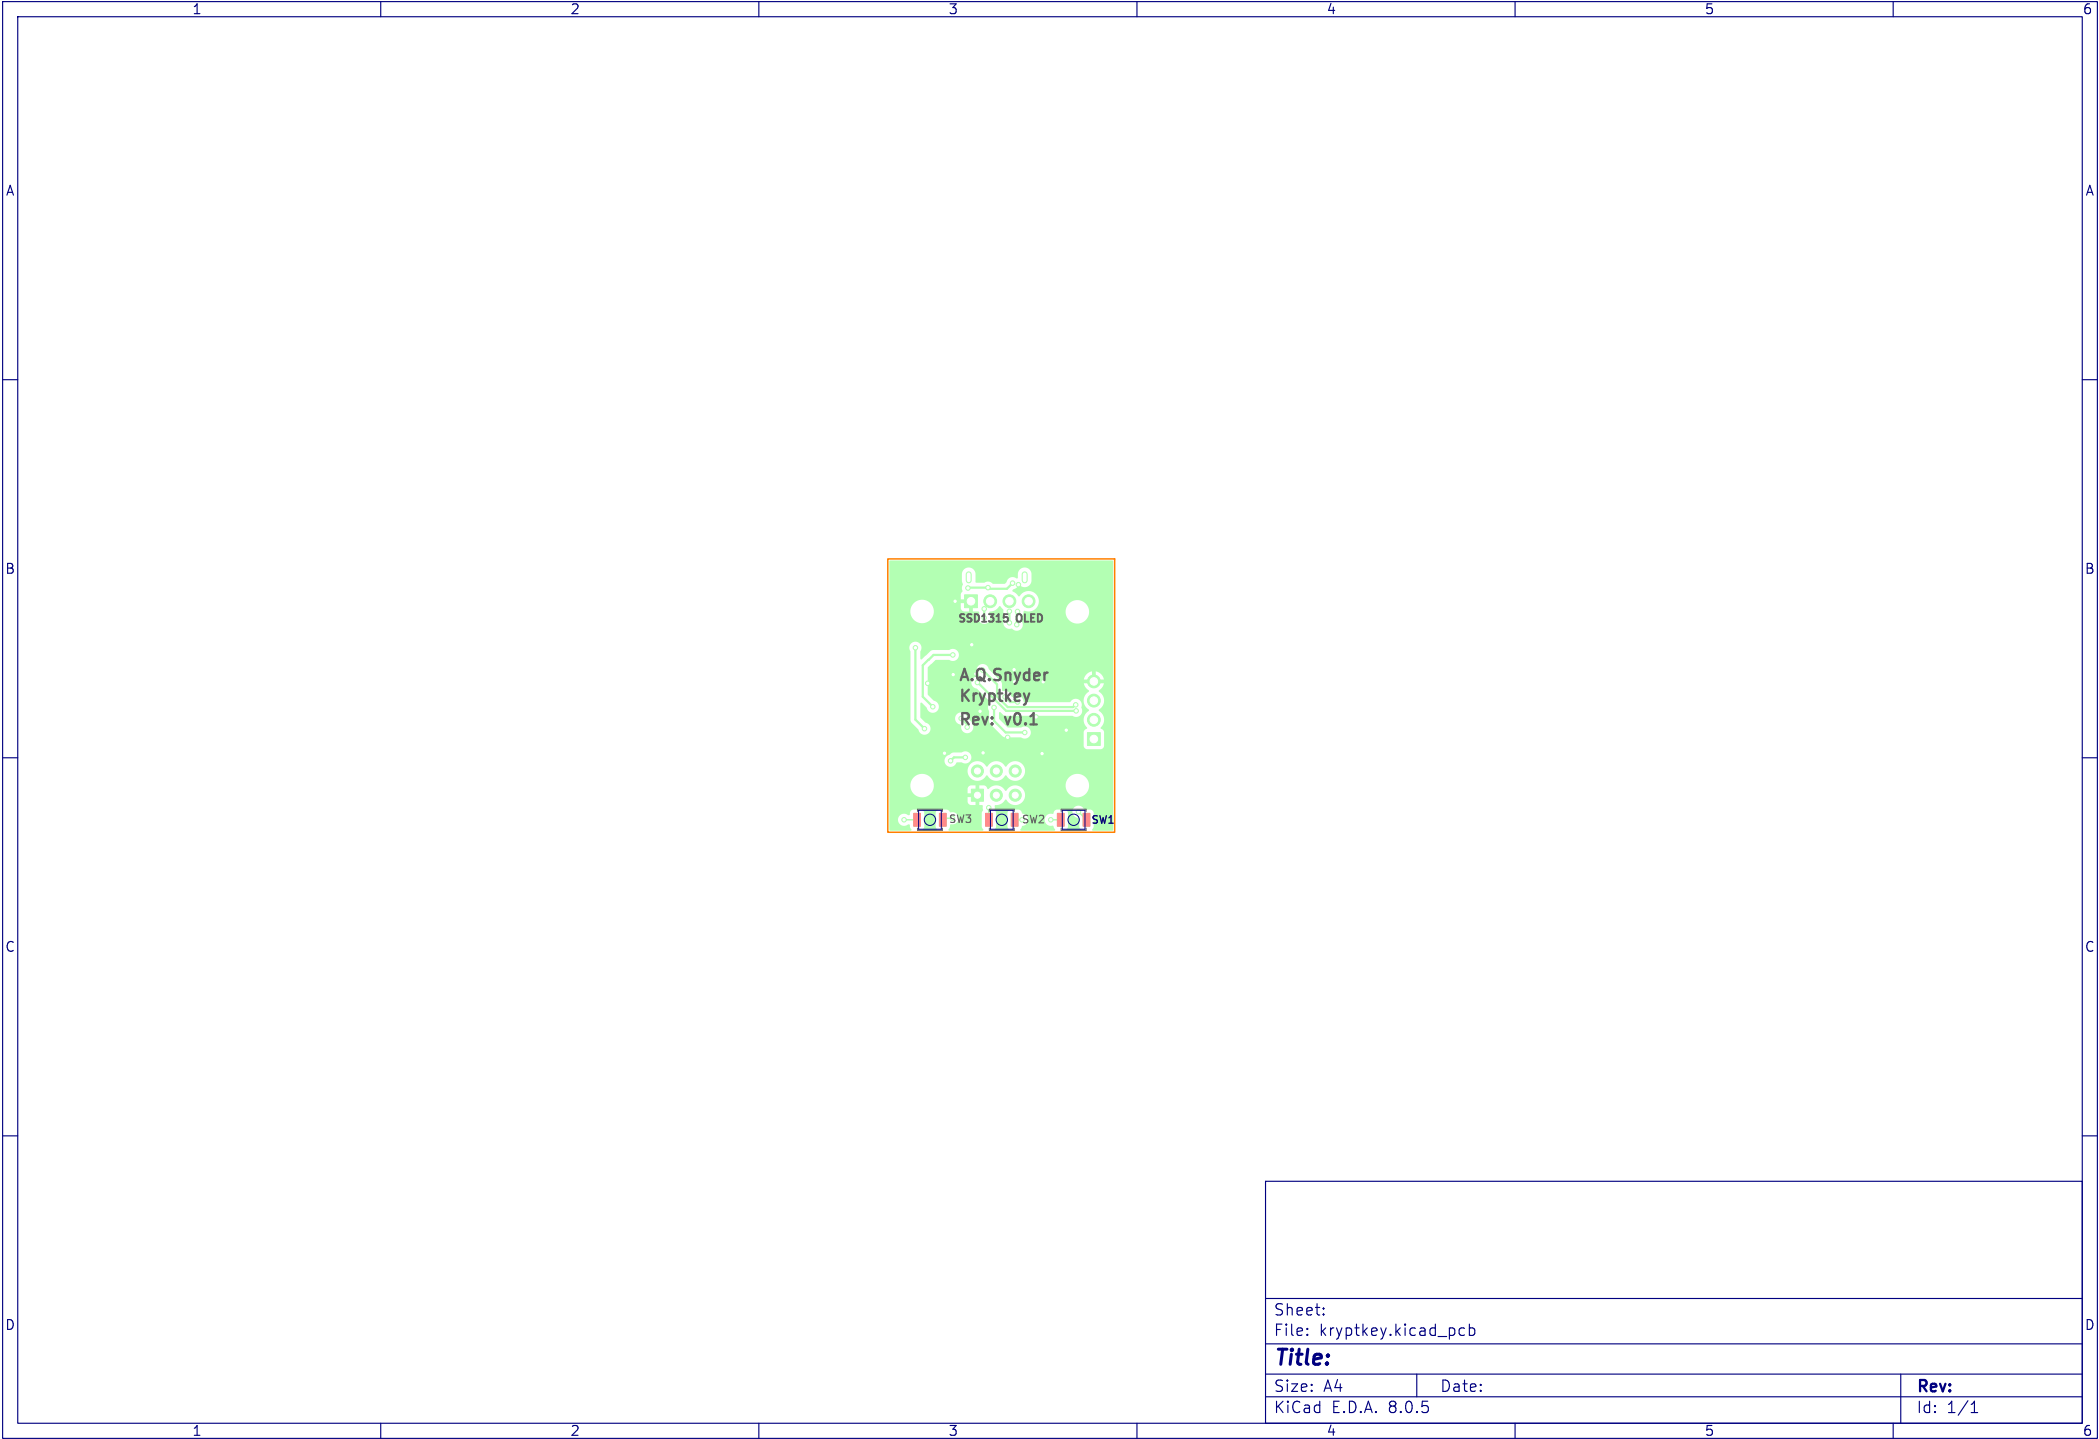 1 2 3 4 5 6
A A
SSD1315 OLED
B B
A.Q.Snyder
Kryptkey
Rev: v0.1
SW3 SW2 SW1
C C
Sheet:
File: kryptkey.kicad_pcb
D D
Title:
Size: A4 Date: Rev:
KiCad E.D.A. 8.0.5 Id: 1/1
1 2 3 4 5 6